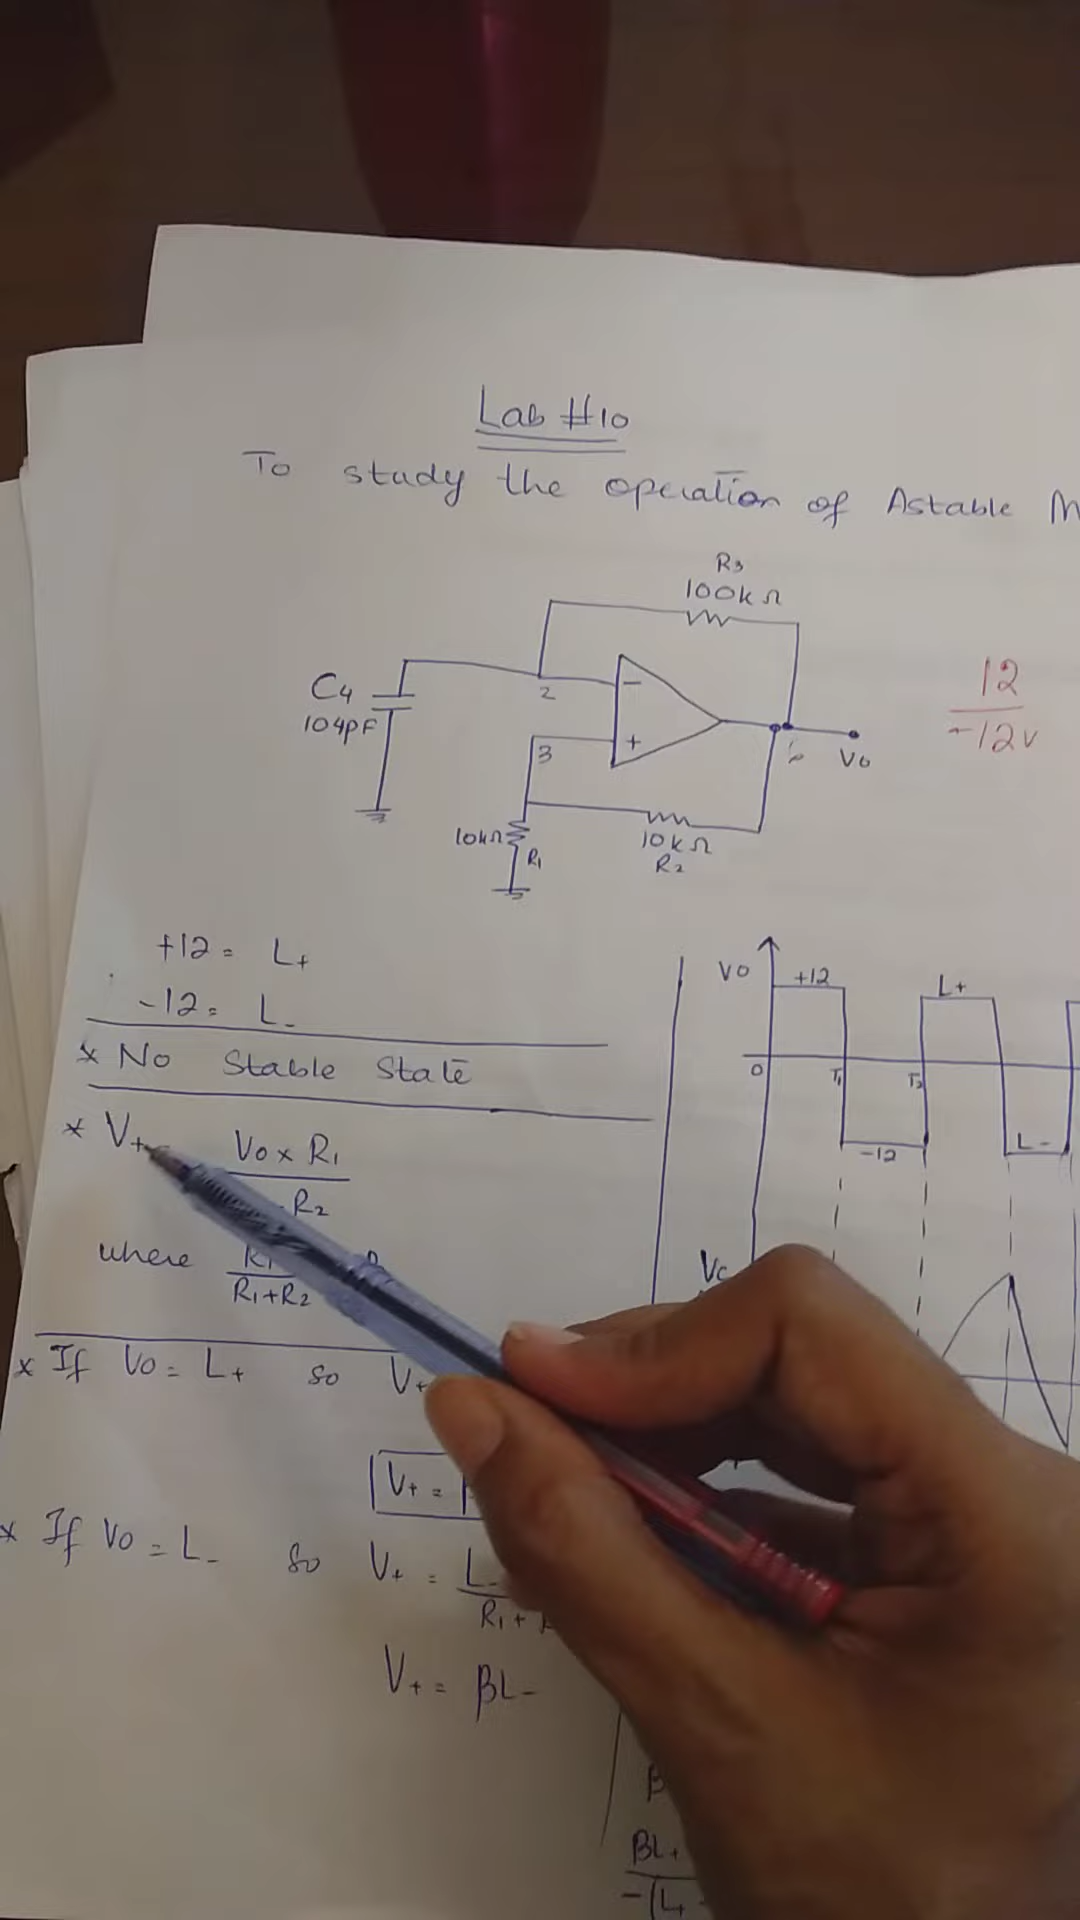 Lab #10
To study the operation of Astable
R3
100kΩ
C4
104pF
2
−
3
+
6
Vo
10kΩ
R1
10kΩ
R2
12
-12v
+12 = L+
-12 = L-
* No Stable State
* V+ Vo x R1
R2
where R1
R1+R2
* If Vo = L+ so V+
V+ =
* If Vo = L- so V+ = L-
R1+
V+ = βL-
Vo
+12
L+
0
T1
T2
-12
L-
Vc
β
βL+
-(L+